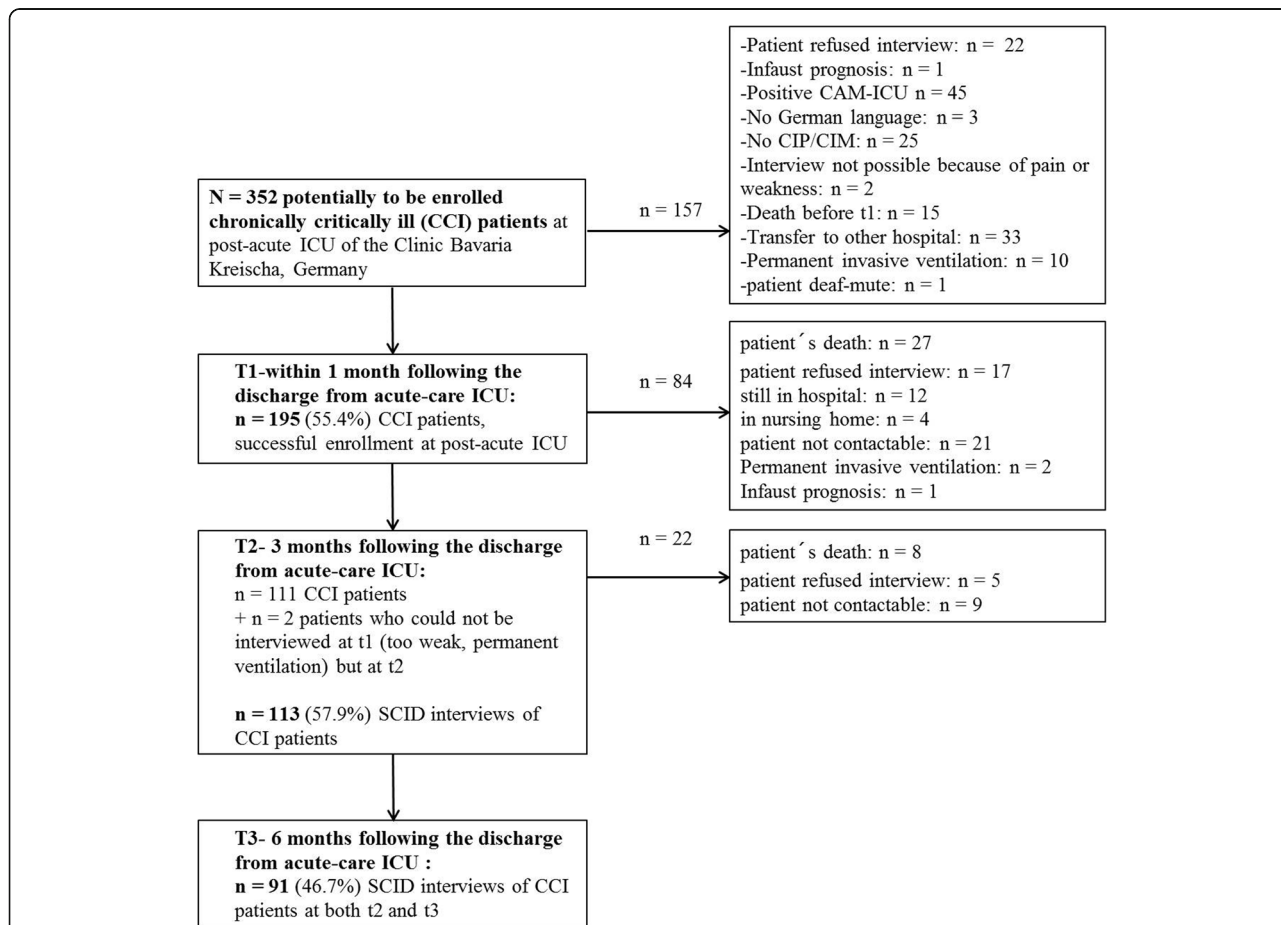 -Patient refused interview: n = 22
-Infaust prognosis: n = 1
-Positive CAM-ICU n = 45
-No German language: n = 3
-No CIP/CIM: n = 25
-Interview not possible because of pain or
weakness: n = 2
-Death before t1: n = 15
-Transfer to other hospital: n = 33
-Permanent invasive ventilation: n = 10
-patient deaf-mute: n = 1
N = 352 potentially to be enrolled
chronically critically ill (CCI) patients at
post-acute ICU of the Clinic Bavaria
Kreischa, Germany
n = 157
T1-within 1 month following the
discharge from acute-care ICU:
n = 195 (55.4%) CCI patients,
successful enrollment at post-acute ICU
n = 84
patient´s death: n = 27
patient refused interview: n = 17
still in hospital: n = 12
in nursing home: n = 4
patient not contactable: n = 21
Permanent invasive ventilation: n = 2
Infaust prognosis: n = 1
T2- 3 months following the discharge
from acute-care ICU:
n = 111 CCI patients
+ n = 2 patients who could not be
interviewed at t1 (too weak, permanent
ventilation) but at t2
n = 113 (57.9%) SCID interviews of
CCI patients
n = 22
patient´s death: n = 8
patient refused interview: n = 5
patient not contactable: n = 9
T3- 6 months following the discharge
from acute-care ICU :
n = 91 (46.7%) SCID interviews of CCI
patients at both t2 and t3